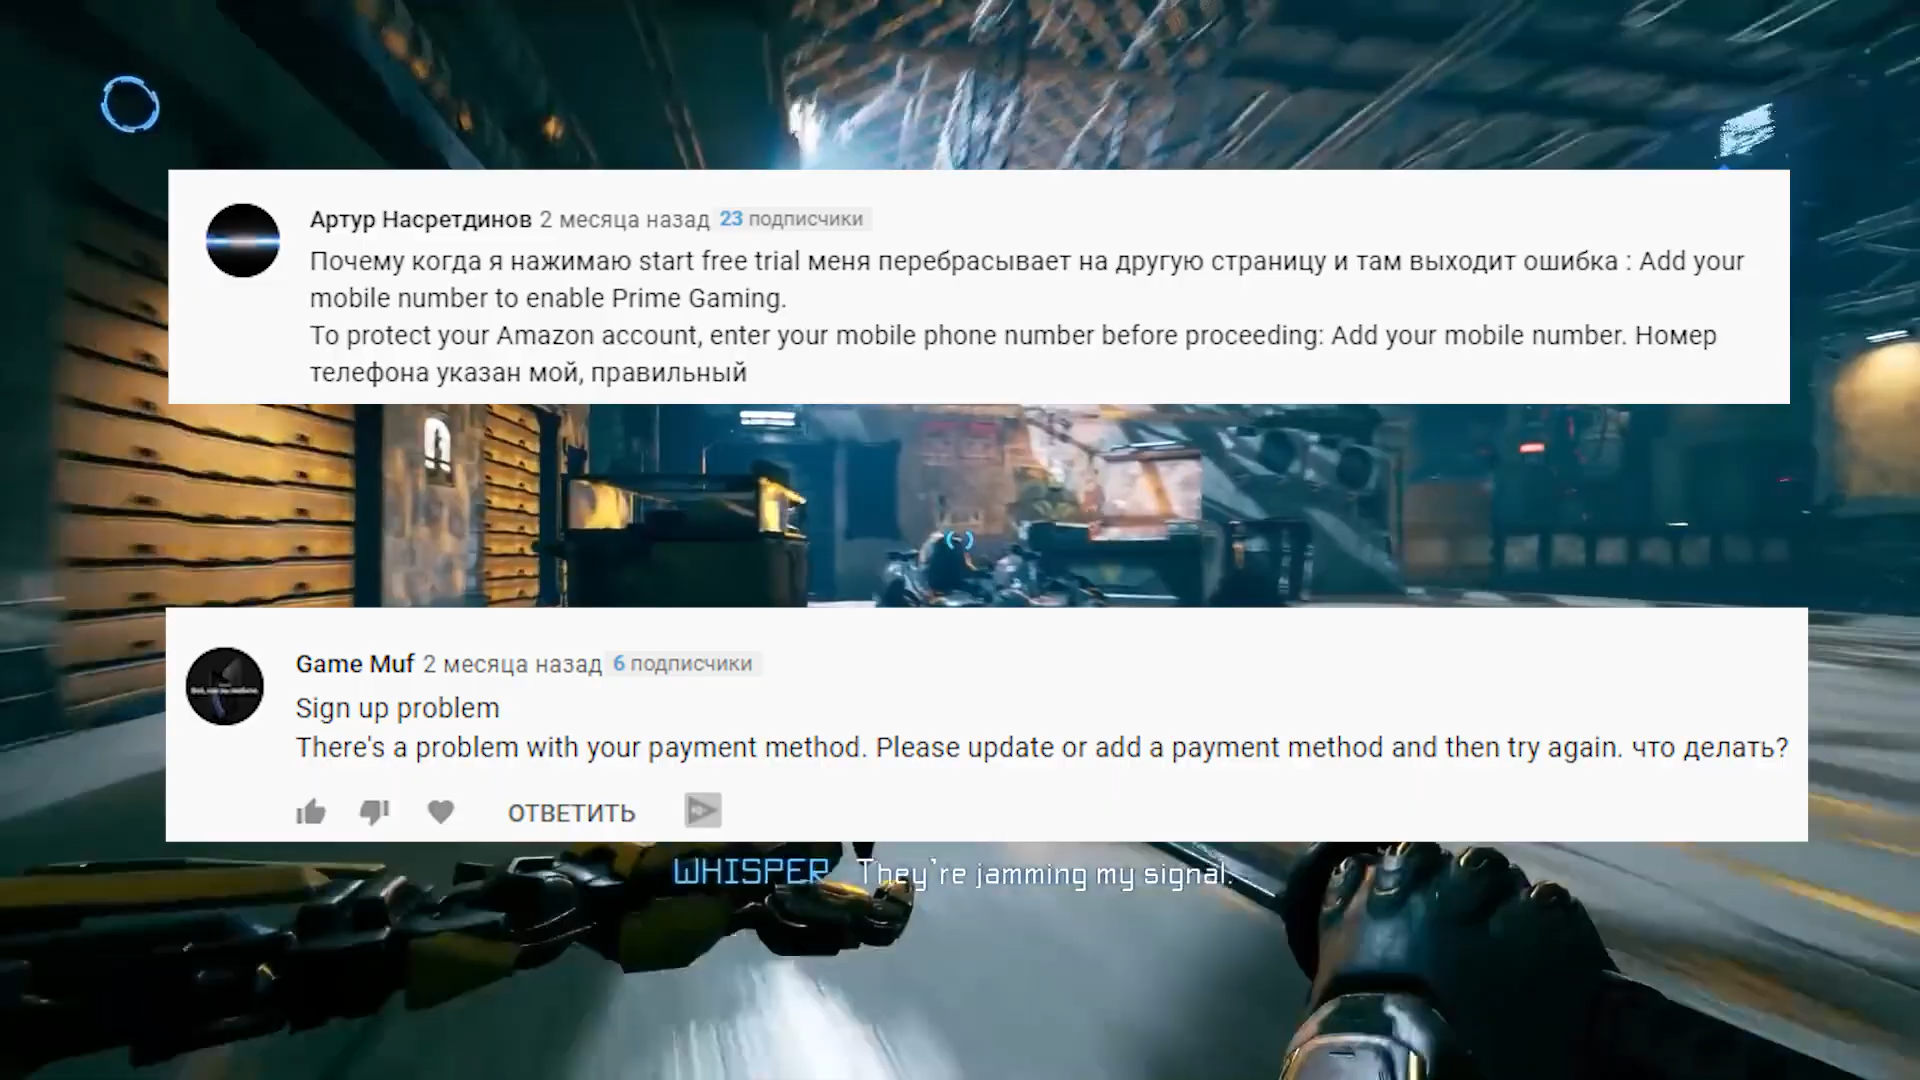 Артур Насретдинов 2 месяца назад 23 подписчики
Почему когда я нажимаю start free trial меня перебрасывает на другую страницу и там выходит ошибка : Add your
mobile number to enable Prime Gaming.
To protect your Amazon account, enter your mobile phone number before proceeding: Add your mobile number. Номер
телефона указан мой, правильный
Game Muf 2 месяца назад 6 подписчики
Sign up problem
There's a problem with your payment method. Please update or add a payment method and then try again. что делать?
ОТВЕТИТЬ
WHISPER They're jamming my signal.